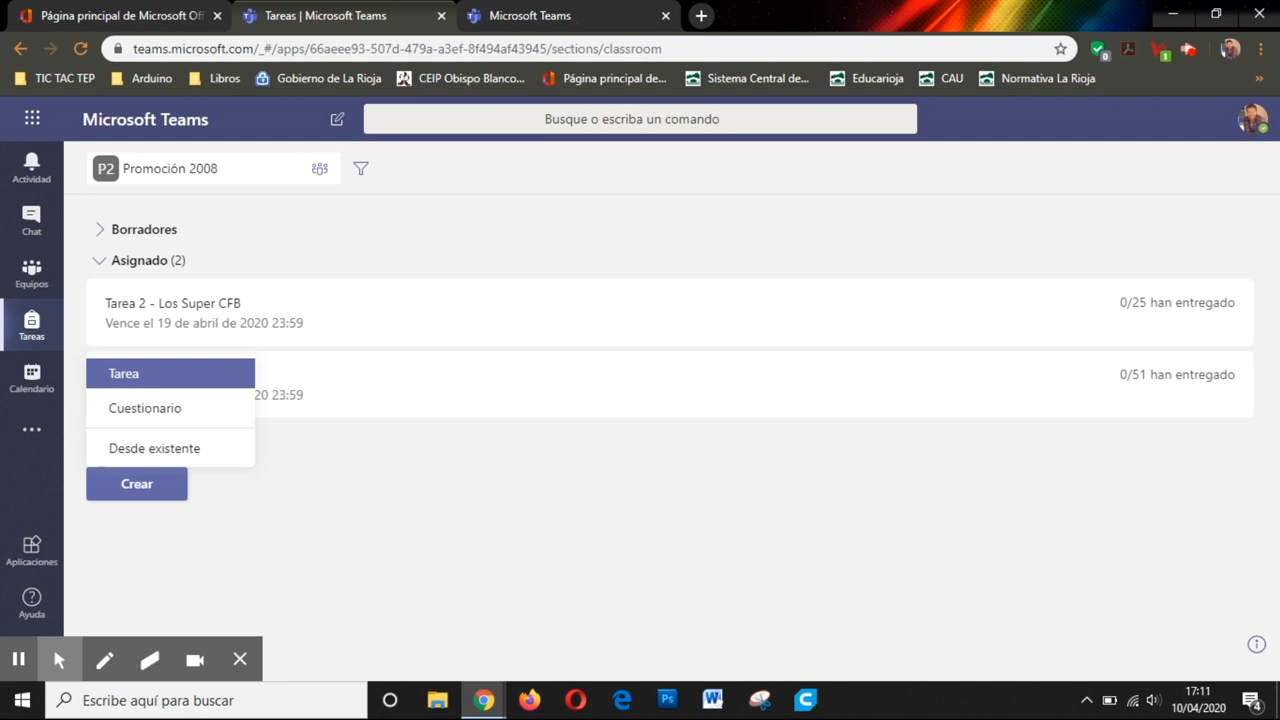 Página principal de Microsoft Ofi
Tareas | Microsoft Teams
Microsoft Teams
teams.microsoft.com/_#/apps/66aeee93-507d-479a-a3ef-8f494af43945/sections/classroom
TIC TAC TEP
Arduino
Libros
Gobierno de La Rioja
CEIP Obispo Blanco...
Página principal de...
Sistema Central de...
Educarioja
CAU
Normativa La Rioja
»
0
1
Microsoft Teams
Busque o escriba un comando
Actividad
Chat
Equipos
Tareas
Calendario
Aplicaciones
Ayuda
P2 Promoción 2008
Borradores
Asignado (2)
Tarea 2 - Los Super CFB
0/25 han entregado
Vence el 19 de abril de 2020 23:59
Tarea
0/51 han entregado
20 23:59
Cuestionario
Desde existente
Crear
Escribe aquí para buscar
17:11
10/04/2020
4